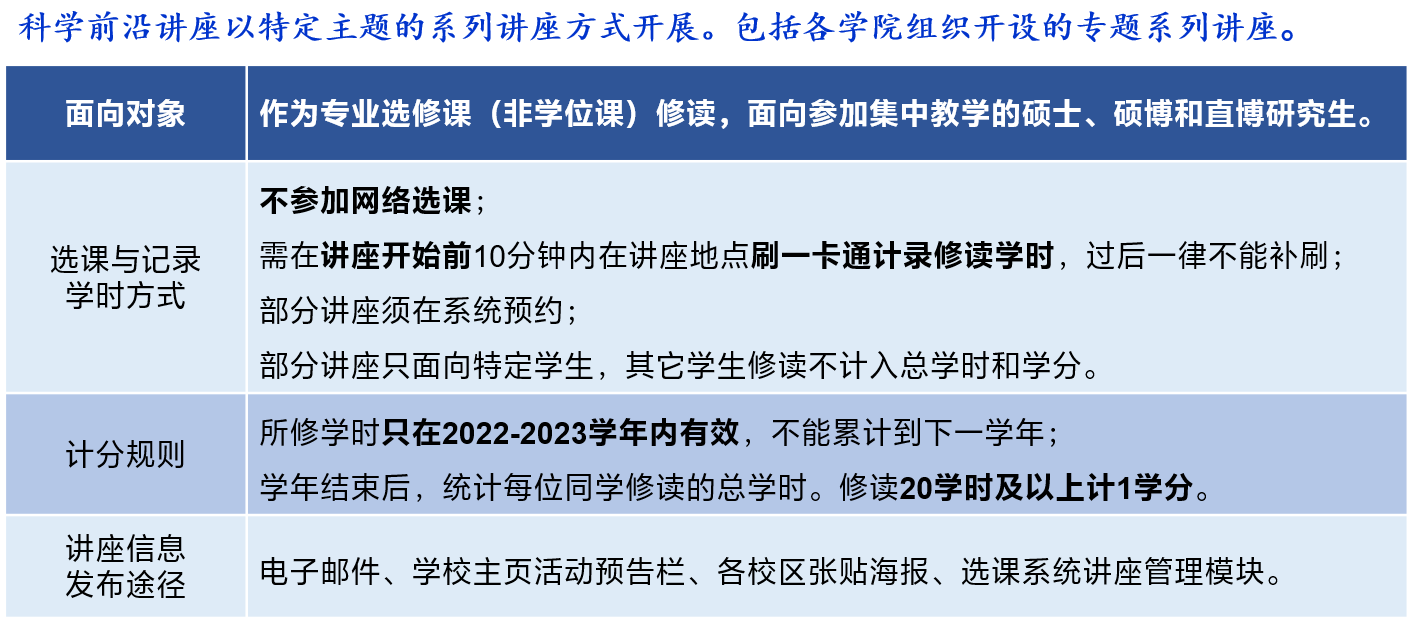 科学前沿讲座以特定主题的系列讲座方式开展。包括各学院组织开设的专题系列讲座。
面向对象
作为专业选修课（非学位课）修读，面向参加集中教学的硕士、硕博和直博研究生。
选课与记录
学时方式
不参加网络选课；
需在讲座开始前10分钟内在讲座地点刷一卡通计录修读学时，过后一律不能补刷；
部分讲座须在系统预约；
部分讲座只面向特定学生，其它学生修读不计入总学时和学分。
计分规则
所修学时只在2022-2023学年内有效，不能累计到下一学年；
学年结束后，统计每位同学修读的总学时。修读20学时及以上计1学分。
讲座信息
发布途径
电子邮件、学校主页活动预告栏、各校区张贴海报、选课系统讲座管理模块。